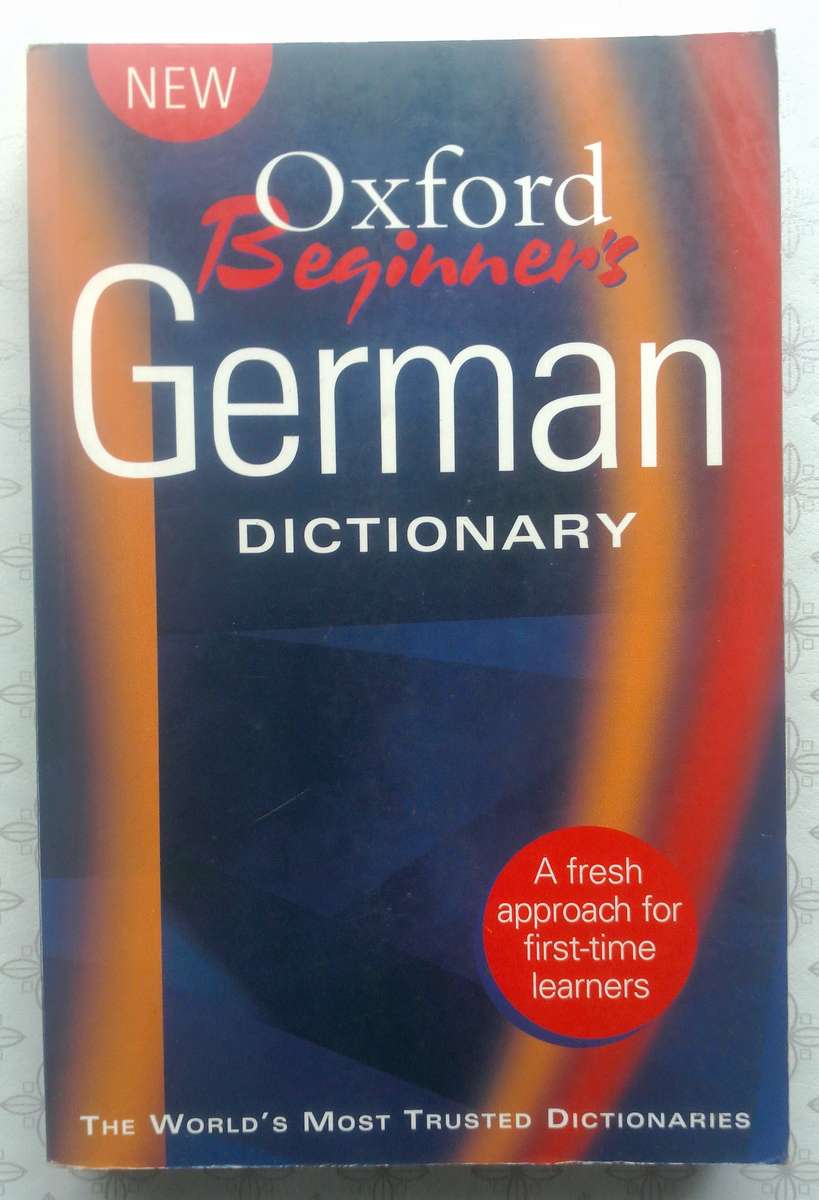 NEW
Oxford
Beginner's
German
DICTIONARY
A fresh
approach for
first-time
learners
THE WORLD'S MOST TRUSTED DICTIONARIES